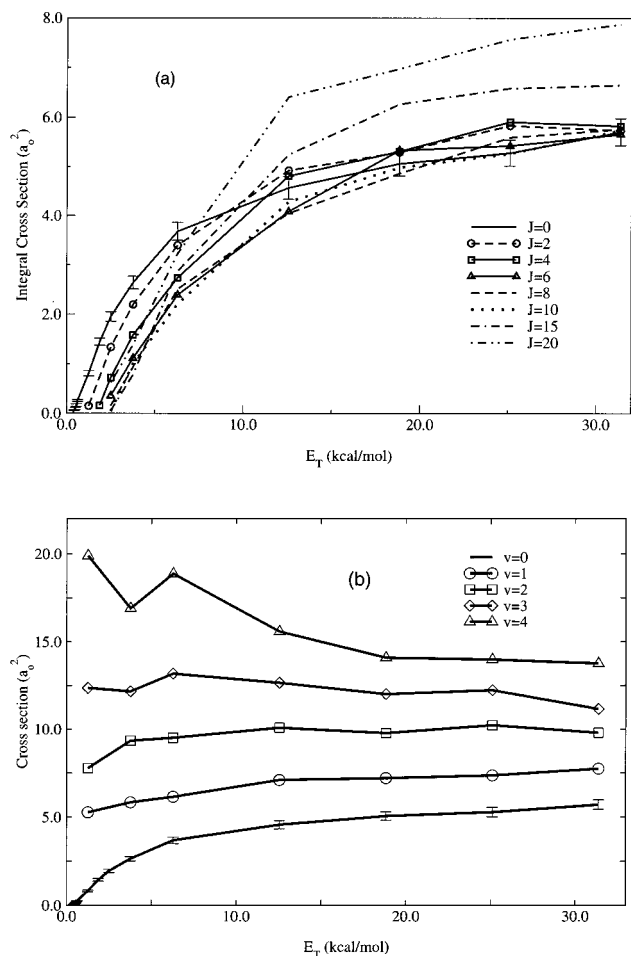 8.0
(a)
6.0
Integral Cross Section (a₀²)
4.0
2.0
0.0
J=0
J=2
J=4
J=6
J=8
J=10
J=15
J=20
0.0 10.0 20.0 30.0
E_T (kcal/mol)
20.0
(b)
v=0
v=1
v=2
v=3
v=4
15.0
Cross section (a₀²)
10.0
5.0
0.0
0.0 10.0 20.0 30.0
E_T (kcal/mol)